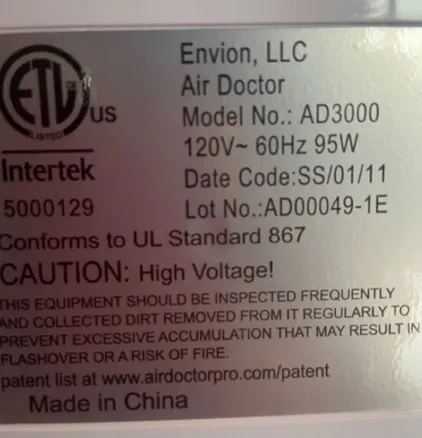 Envion, LLC
Air Doctor
ETL US Model No.: AD3000
LISTED 120V~ 60Hz 95W
Intertek Date Code:SS/01/11
5000129 Lot No.:AD00049-1E
Conforms to UL Standard 867
CAUTION: High Voltage!
THIS EQUIPMENT SHOULD BE INSPECTED FREQUENTLY
AND COLLECTED DIRT REMOVED FROM IT REGULARLY TO
PREVENT EXCESSIVE ACCUMULATION THAT MAY RESULT IN
FLASHOVER OR A RISK OF FIRE.
patent list at www.airdoctorpro.com/patent
Made in China